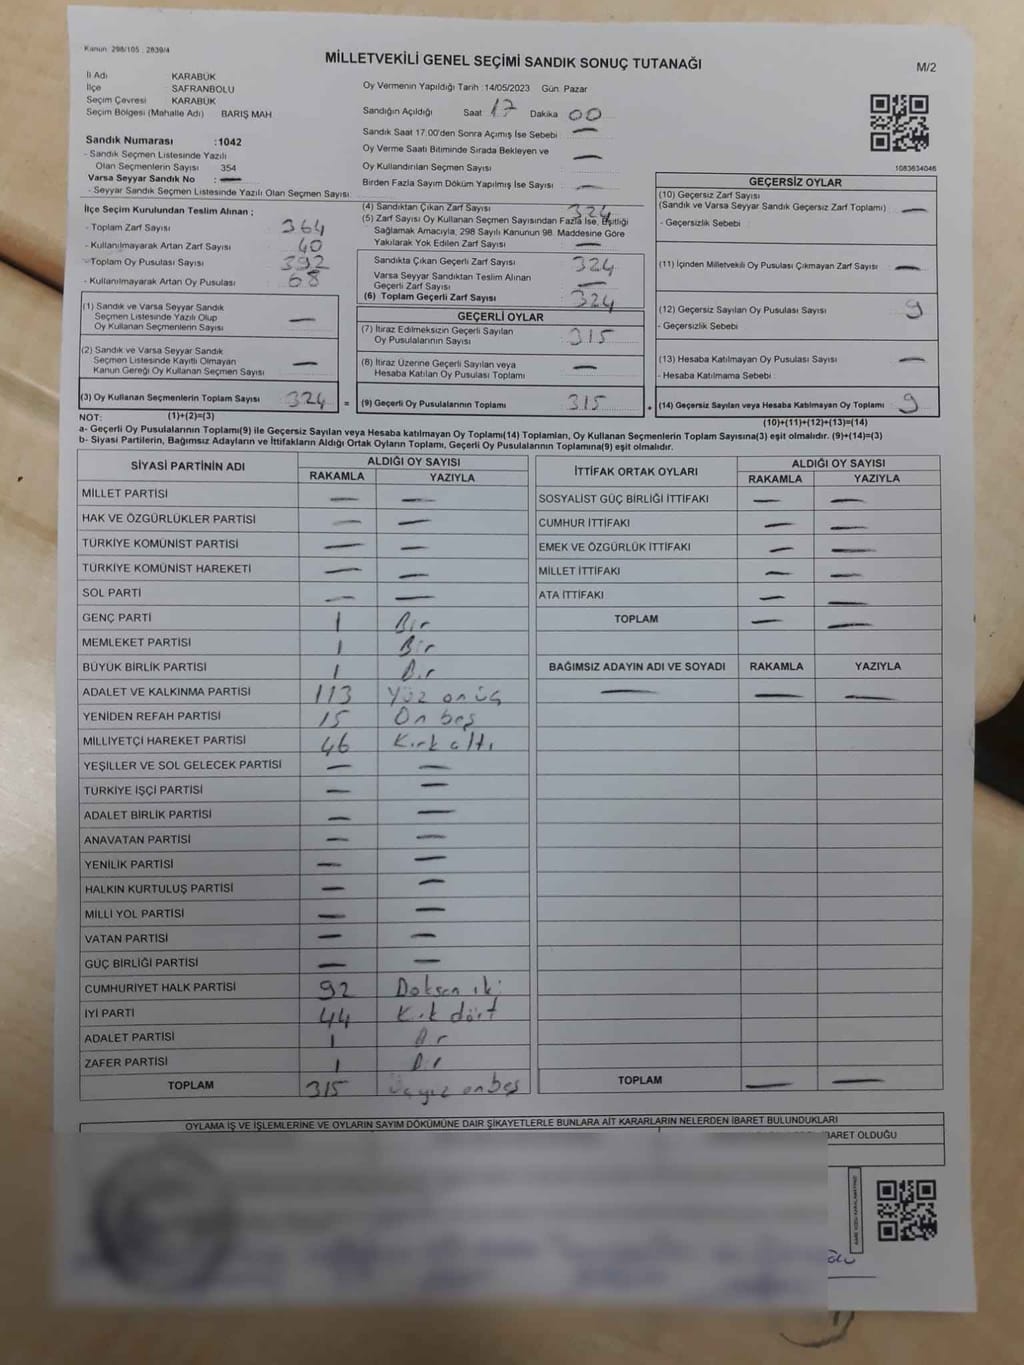 Kanun: 298/105 : 2839/4
MİLLETVEKİLİ GENEL SEÇİMİ SANDIK SONUÇ TUTANAĞI
M/2
İl Adı KARABÜK
İlçe SAFRANBOLU
Seçim Çevresi KARABÜK
Seçim Bölgesi (Mahalle Adı) BARIŞ MAH
Sandık Numarası :1042
- Sandık Seçmen Listesinde Yazılı
Olan Seçmenlerin Sayısı 354
Varsa Seyyar Sandık No : —
- Seyyar Sandık Seçmen Listesinde Yazılı Olan Seçmen Sayısı
Oy Vermenin Yapıldığı Tarih :14/05/2023 Gün: Pazar
Sandığın Açıldığı Saat 17 Dakika 00
Sandık Saat 17.00'den Sonra Açımış İse Sebebi —
Oy Verme Saati Bitiminde Sırada Bekleyen ve
Oy Kullandırılan Seçmen Sayısı —
Birden Fazla Sayım Döküm Yapılmış İse Sayısı —
1083634046
İlçe Seçim Kurulundan Teslim Alınan ;
- Toplam Zarf Sayısı 364
- Kullanılmayarak Artan Zarf Sayısı 40
- Toplam Oy Pusulası Sayısı 392
- Kullanılmayarak Artan Oy Pusulası 68
(1) Sandık ve Varsa Seyyar Sandık
Seçmen Listesinde Yazılı Olup
Oy Kullanan Seçmenlerin Sayısı —
(2) Sandık ve Varsa Seyyar Sandık
Seçmen Listesinde Kayıtlı Olmayan
Kanun Gereği Oy Kullanan Seçmen Sayısı —
(3) Oy Kullanan Seçmenlerin Toplam Sayısı 324 =
(4) Sandıktan Çıkan Zarf Sayısı 324
(5) Zarf Sayısı Oy Kullanan Seçmen Sayısından Fazla İse, Eşitliği
Sağlamak Amacıyla, 298 Sayılı Kanunun 98. Maddesine Göre
Yakılarak Yok Edilen Zarf Sayısı —
Sandıkta Çıkan Geçerli Zarf Sayısı 324
Varsa Seyyar Sandıktan Teslim Alınan
Geçerli Zarf Sayısı —
(6) Toplam Geçerli Zarf Sayısı 324
GEÇERLİ OYLAR
(7) İtiraz Edilmeksizin Geçerli Sayılan
Oy Pusulalarının Sayısı 315
(8) İtiraz Üzerine Geçerli Sayılan veya
Hesaba Katılan Oy Pusulası Toplamı —
(9) Geçerli Oy Pusulalarının Toplamı 315 +
GEÇERSİZ OYLAR
(10) Geçersiz Zarf Sayısı
(Sandık ve Varsa Seyyar Sandık Geçersiz Zarf Toplamı) —
- Geçersizlik Sebebi :
(11) İçinden Milletvekili Oy Pusulası Çıkmayan Zarf Sayısı —
(12) Geçersiz Sayılan Oy Pusulası Sayısı 9
- Geçersizlik Sebebi :
(13) Hesaba Katılmayan Oy Pusulası Sayısı —
- Hesaba Katılmama Sebebi :
(14) Geçersiz Sayılan veya Hesaba Katılmayan Oy Toplamı 9
NOT: (1)+(2)=(3)
(10)+(11)+(12)+(13)=(14)
a- Geçerli Oy Pusulalarının Toplamı(9) ile Geçersiz Sayılan veya Hesaba katılmayan Oy Toplamı(14) Toplamları, Oy Kullanan Seçmenlerin Toplam Sayısına(3) eşit olmalıdır. (9)+(14)=(3)
b- Siyasi Partilerin, Bağımsız Adayların ve İttifakların Aldığı Ortak Oyların Toplamı, Geçerli Oy Pusulalarının Toplamına(9) eşit olmalıdır.
SİYASİ PARTİNİN ADI ALDIĞI OY SAYISI
RAKAMLA YAZIYLA
MİLLET PARTİSİ — —
HAK VE ÖZGÜRLÜKLER PARTİSİ — —
TÜRKİYE KOMÜNİST PARTİSİ — —
TÜRKİYE KOMÜNİST HAREKETİ — —
SOL PARTİ — —
GENÇ PARTİ 1 Bir
MEMLEKET PARTİSİ 1 Bir
BÜYÜK BİRLİK PARTİSİ 1 Bir
ADALET VE KALKINMA PARTİSİ 113 Yüz onüç
YENİDEN REFAH PARTİSİ 15 On beş
MİLLİYETÇİ HAREKET PARTİSİ 46 Kırk altı
YEŞİLLER VE SOL GELECEK PARTİSİ — —
TÜRKİYE İŞÇİ PARTİSİ — —
ADALET BİRLİK PARTİSİ — —
ANAVATAN PARTİSİ — —
YENİLİK PARTİSİ — —
HALKIN KURTULUŞ PARTİSİ — —
MİLLİ YOL PARTİSİ — —
VATAN PARTİSİ — —
GÜÇ BİRLİĞİ PARTİSİ — —
CUMHURİYET HALK PARTİSİ 92 Doksan iki
İYİ PARTİ 44 Kırk dört
ADALET PARTİSİ 1 Bir
ZAFER PARTİSİ 1 Bir
TOPLAM 315 Üçyüz onbeş
İTTİFAK ORTAK OYLARI ALDIĞI OY SAYISI
RAKAMLA YAZIYLA
SOSYALİST GÜÇ BİRLİĞİ İTTİFAKI — —
CUMHUR İTTİFAKI — —
EMEK VE ÖZGÜRLÜK İTTİFAKI — —
MİLLET İTTİFAKI — —
ATA İTTİFAKI — —
TOPLAM — —
BAĞIMSIZ ADAYIN ADI VE SOYADI RAKAMLA YAZIYLA
— — —
TOPLAM — —
OYLAMA İŞ VE İŞLEMLERİNE VE OYLARIN SAYIM DÖKÜMÜNE DAİR ŞİKAYETLERLE BUNLARA AİT KARARLARIN NELERDEN İBARET BULUNDUKLARI
İBARET OLDUĞU